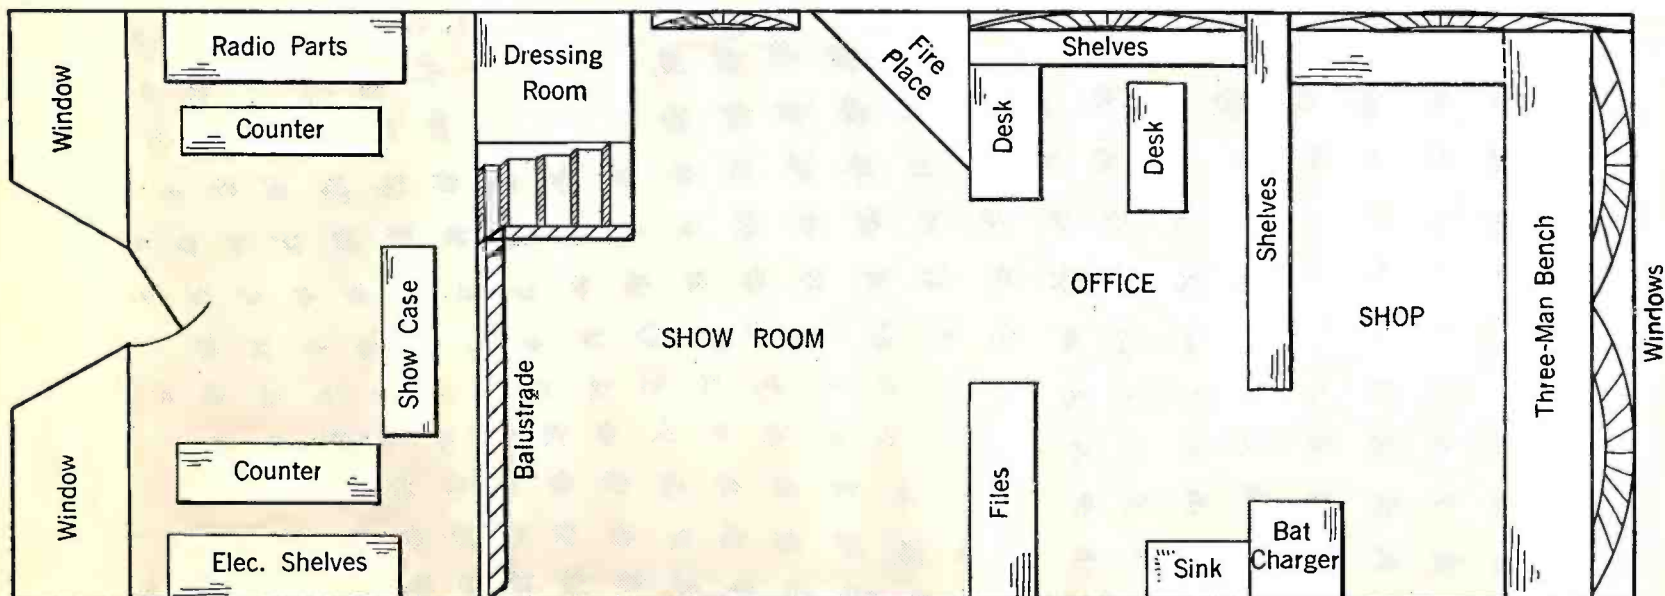 Window
Radio Parts
Counter
Dressing
Room
Fire
Place
Shelves
Desk
Desk
Shelves
Show Case
Balustrade
SHOW ROOM
OFFICE
SHOP
Three-Man Bench
Windows
Window
Counter
Elec. Shelves
Files
Sink
Bat
Charger